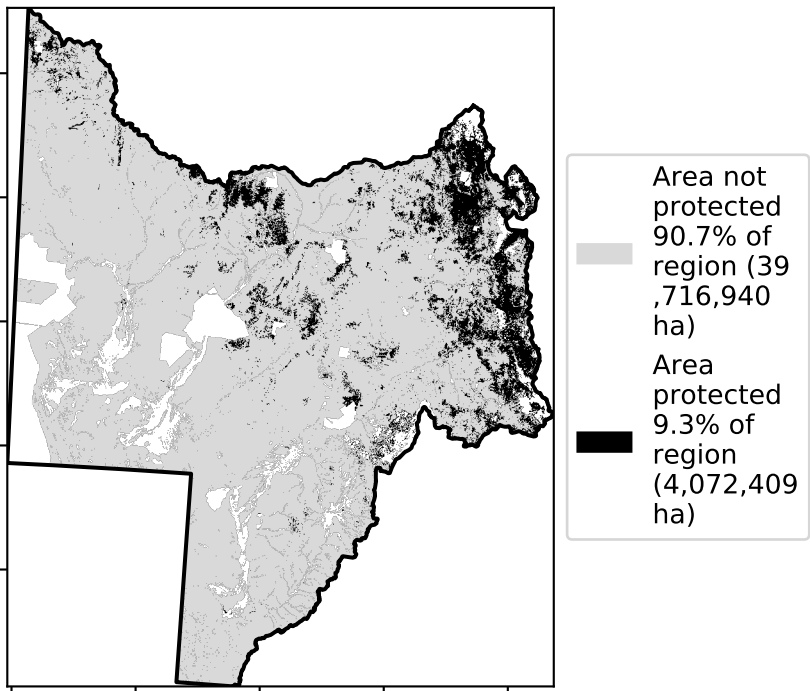 Area not
protected
90.7% of
region (39
,716,940
ha)
Area
protected
9.3% of
region
(4,072,409
ha)